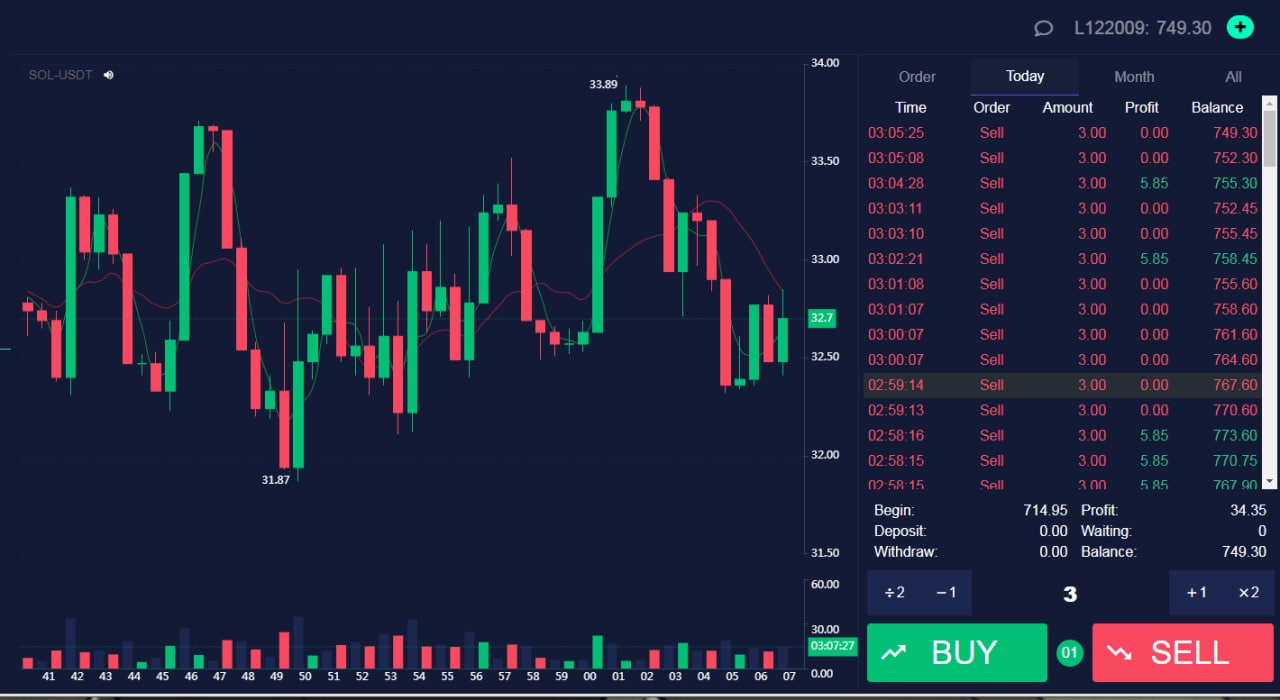 L122009: 749.30
SOL-USDT
33.89
31.87
34.00
33.50
33.00
32.7
32.50
32.00
31.50
60.00
30.00
03:07:27
0.00
41 42 43 44 45 46 47 48 49 50 51 52 53 54 55 56 57 58 59 00 01 02 03 04 05 06 07
Order Today Month All
Time Order Amount Profit Balance
03:05:25 Sell 3.00 0.00 749.30
03:05:08 Sell 3.00 0.00 752.30
03:04:28 Sell 3.00 5.85 755.30
03:03:11 Sell 3.00 0.00 752.45
03:03:10 Sell 3.00 0.00 755.45
03:02:21 Sell 3.00 5.85 758.45
03:01:08 Sell 3.00 0.00 755.60
03:01:07 Sell 3.00 0.00 758.60
03:00:07 Sell 3.00 0.00 761.60
03:00:07 Sell 3.00 0.00 764.60
02:59:14 Sell 3.00 0.00 767.60
02:59:13 Sell 3.00 0.00 770.60
02:58:16 Sell 3.00 5.85 773.60
02:58:15 Sell 3.00 5.85 770.75
02:58:15 Sell 3.00 5.85 767.90
Begin: 714.95 Profit: 34.35
Deposit: 0.00 Waiting: 0
Withdraw: 0.00 Balance: 749.30
÷2 −1 3 +1 ×2
BUY 01 SELL